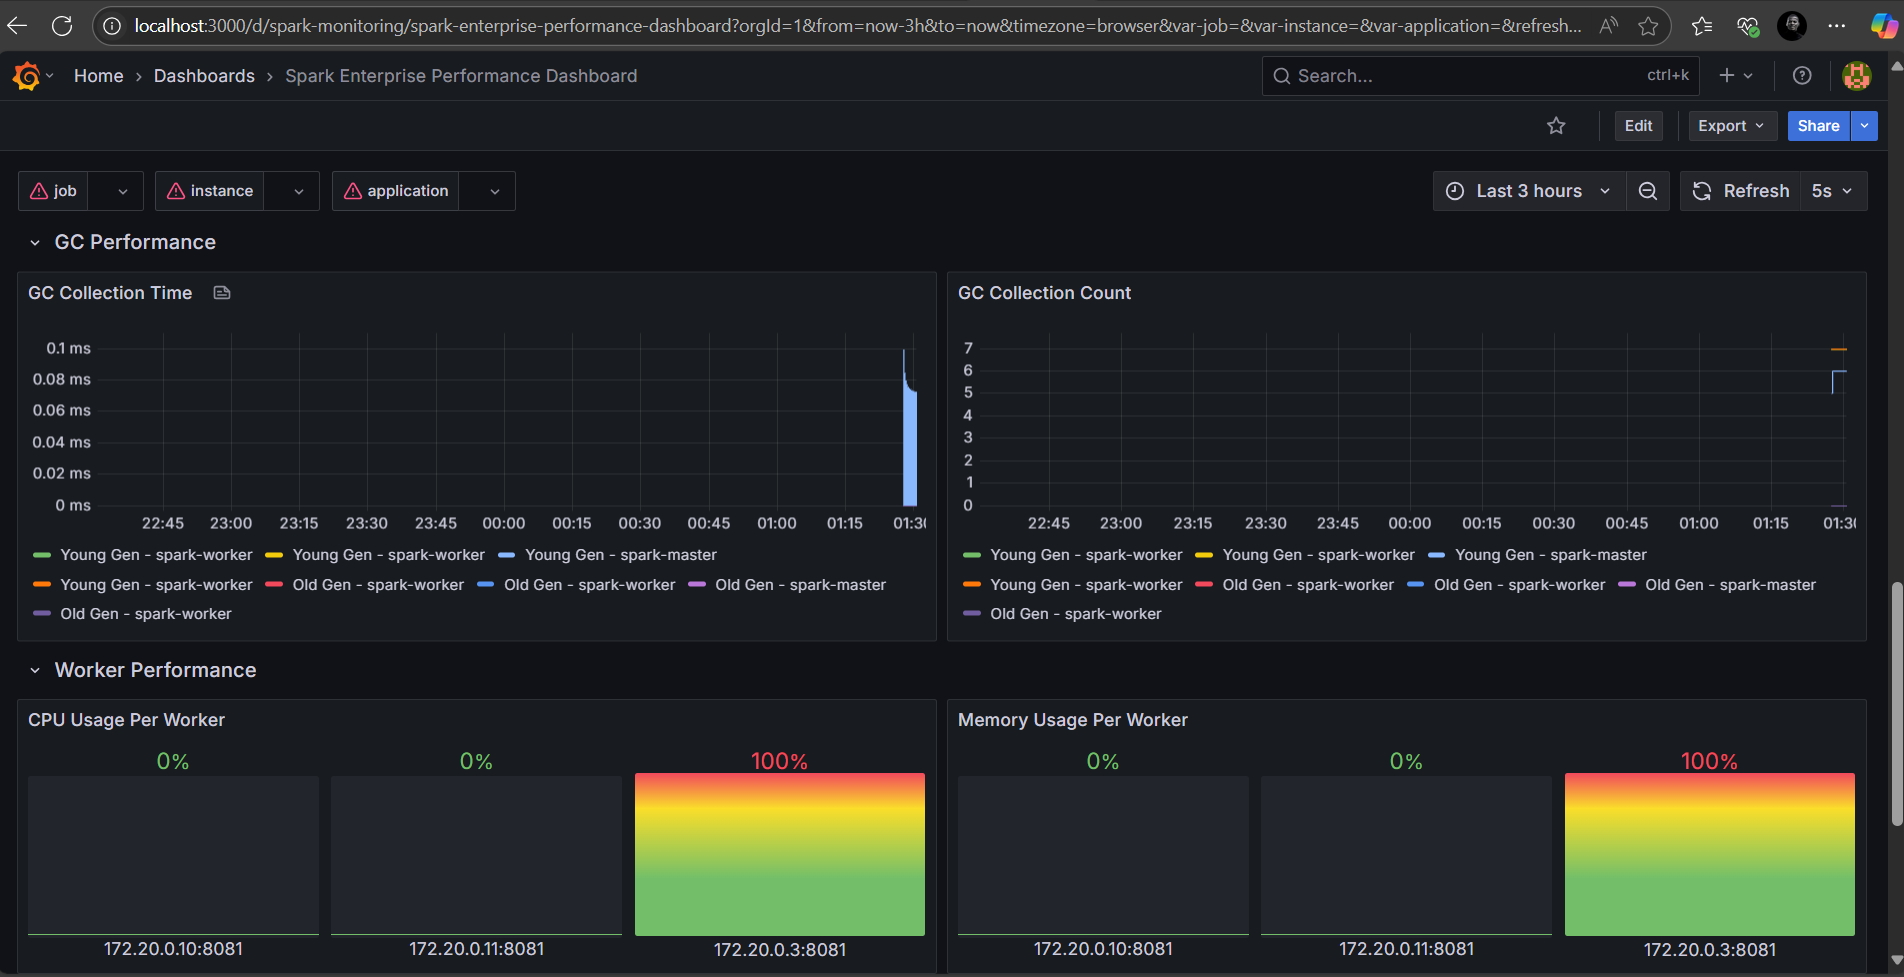 localhost:3000/d/spark-monitoring/spark-enterprise-performance-dashboard?orgId=1&from=now-3h&to=now&timezone=browser&var-job=&var-instance=&var-application=&refresh...
Home › Dashboards › Spark Enterprise Performance Dashboard
Search... ctrl+k
Edit Export Share
job instance application Last 3 hours Refresh 5s
GC Performance
GC Collection Time
0.1 ms
0.08 ms
0.06 ms
0.04 ms
0.02 ms
0 ms
22:45 23:00 23:15 23:30 23:45 00:00 00:15 00:30 00:45 01:00 01:15 01:30
Young Gen - spark-worker Young Gen - spark-worker Young Gen - spark-master
Young Gen - spark-worker Old Gen - spark-worker Old Gen - spark-worker Old Gen - spark-master
Old Gen - spark-worker
GC Collection Count
7
6
5
4
3
2
1
0
22:45 23:00 23:15 23:30 23:45 00:00 00:15 00:30 00:45 01:00 01:15 01:30
Young Gen - spark-worker Young Gen - spark-worker Young Gen - spark-master
Young Gen - spark-worker Old Gen - spark-worker Old Gen - spark-worker Old Gen - spark-master
Old Gen - spark-worker
Worker Performance
CPU Usage Per Worker
0% 0% 100%
172.20.0.10:8081 172.20.0.11:8081 172.20.0.3:8081
Memory Usage Per Worker
0% 0% 100%
172.20.0.10:8081 172.20.0.11:8081 172.20.0.3:8081